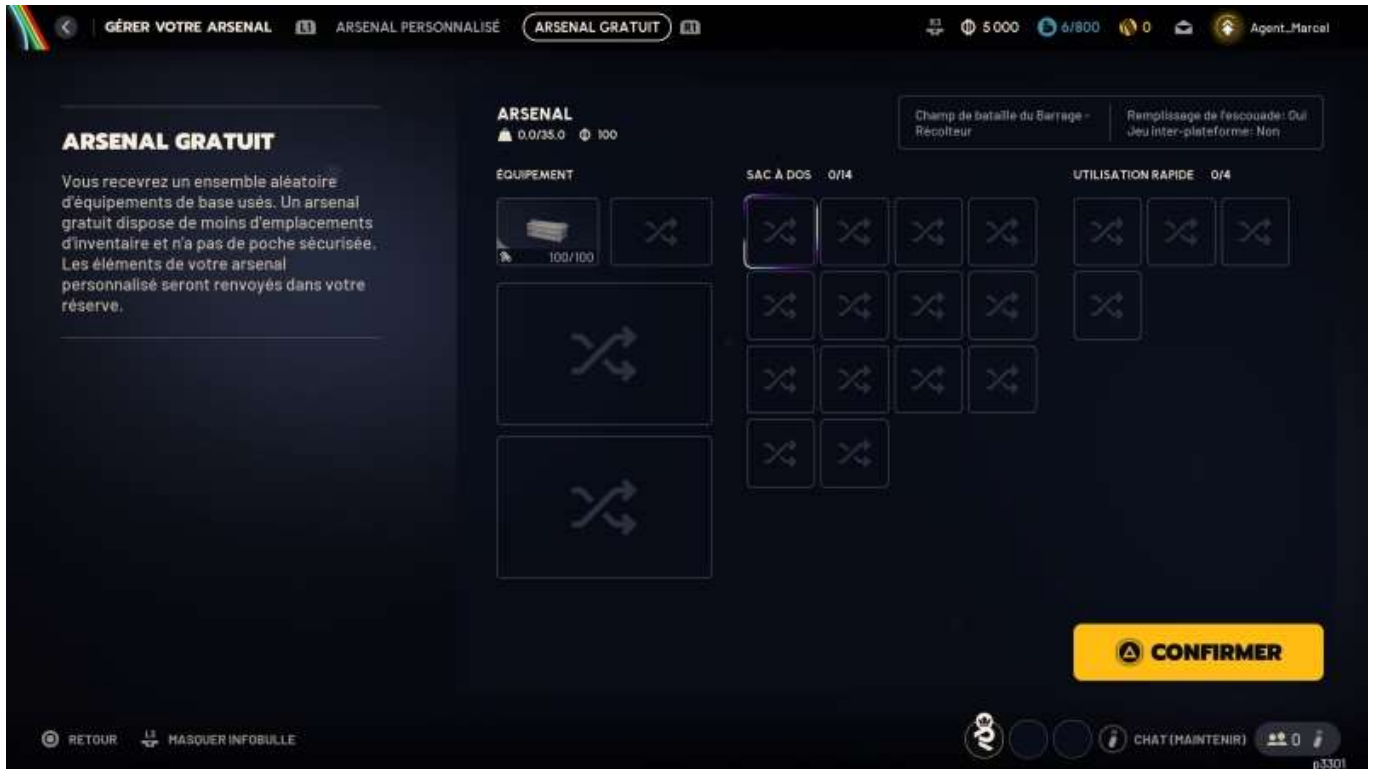 GÉRER VOTRE ARSENAL L1 ARSENAL PERSONNALISÉ ARSENAL GRATUIT R1
R3 5 000 6/800 0 Agent_Marcel
ARSENAL GRATUIT
Vous recevrez un ensemble aléatoire
d'équipements de base usés. Un arsenal
gratuit dispose de moins d'emplacements
d'inventaire et n'a pas de poche sécurisée.
Les éléments de votre arsenal
personnalisé seront renvoyés dans votre
réserve.
ARSENAL
0.0/35.0 100
Champ de bataille du Barrage -
Récolteur
Remplissage de l'escouade: Oui
Jeu inter-plateforme: Non
ÉQUIPEMENT
100/100
SAC À DOS 0/14
UTILISATION RAPIDE 0/4
CONFIRMER
RETOUR L3 MASQUER INFOBULLE
CHAT (MAINTENIR) 0
p3301